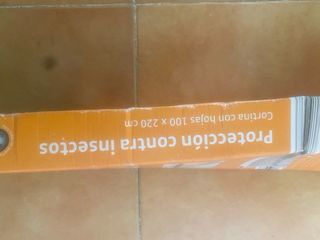 Protección contra insectos
Cortina con hojas 100 x 220 cm